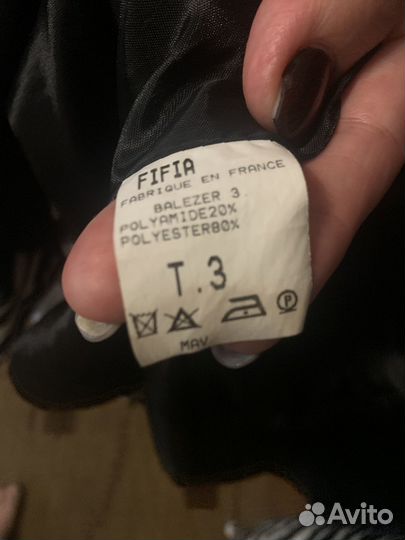 FIFIA
FABRIQUE EN FRANCE
BALEZER 3.
POLYAMIDE20%
POLYESTER80%
T.3
P
MAV
Avito